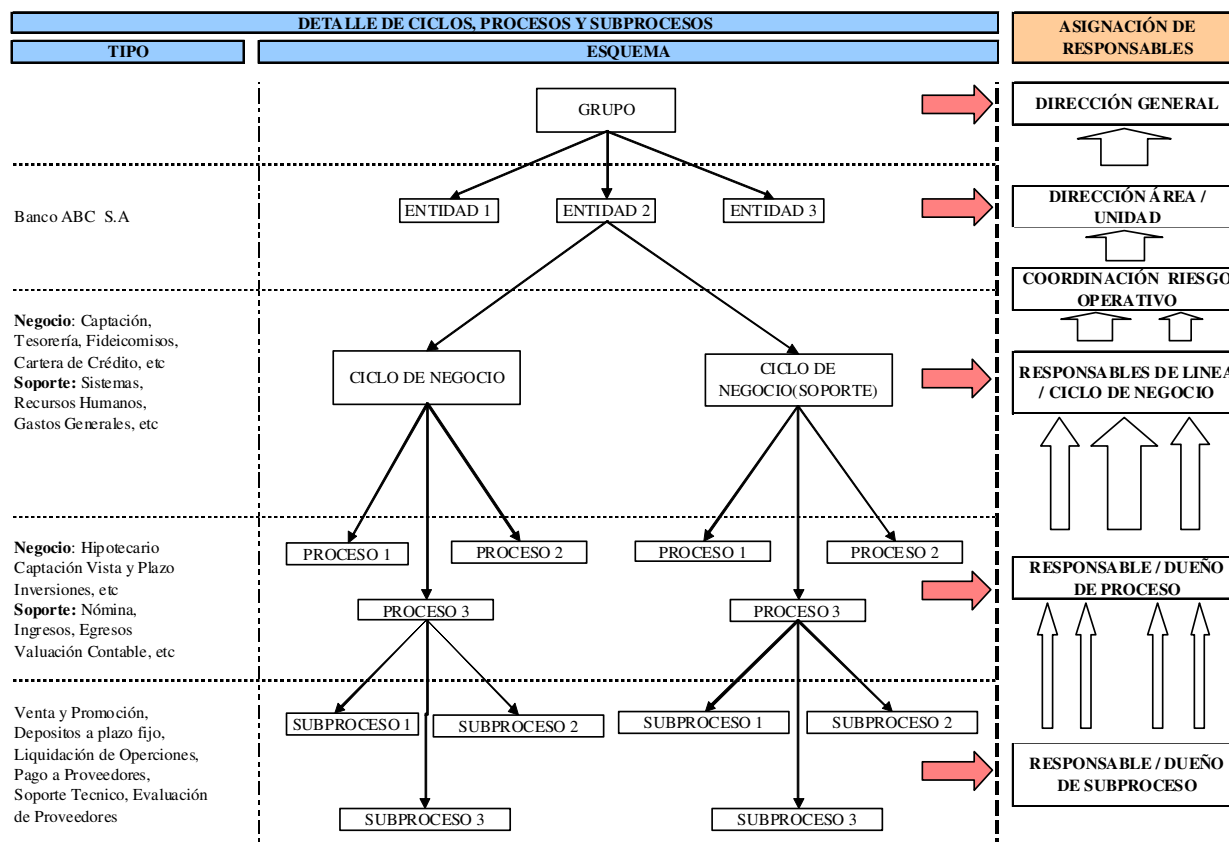 DETALLE DE CICLOS, PROCESOS Y SUBPROCESOS
TIPO
ESQUEMA
ASIGNACIÓN DE
RESPONSABLES
GRUPO
DIRECCIÓN GENERAL
Banco ABC S.A
ENTIDAD 1
ENTIDAD 2
ENTIDAD 3
DIRECCIÓN ÁREA /
UNIDAD
COORDINACIÓN RIESGO
OPERATIVO
Negocio: Captación,
Tesorería, Fideicomisos,
Cartera de Crédito, etc
Soporte: Sistemas,
Recursos Humanos,
Gastos Generales, etc
CICLO DE NEGOCIO
CICLO DE
NEGOCIO(SOPORTE)
RESPONSABLES DE LINEA
/ CICLO DE NEGOCIO
Negocio: Hipotecario
Captación Vista y Plazo
Inversiones, etc
Soporte: Nómina,
Ingresos, Egresos
Valuación Contable, etc
PROCESO 1
PROCESO 2
PROCESO 1
PROCESO 2
PROCESO 3
PROCESO 3
RESPONSABLE / DUEÑO
DE PROCESO
Venta y Promoción,
Depositos a plazo fijo,
Liquidación de Operciones,
Pago a Proveedores,
Soporte Tecnico, Evaluación
de Proveedores
SUBPROCESO 1
SUBPROCESO 2
SUBPROCESO 1
SUBPROCESO 2
SUBPROCESO 3
SUBPROCESO 3
RESPONSABLE / DUEÑO
DE SUBPROCESO